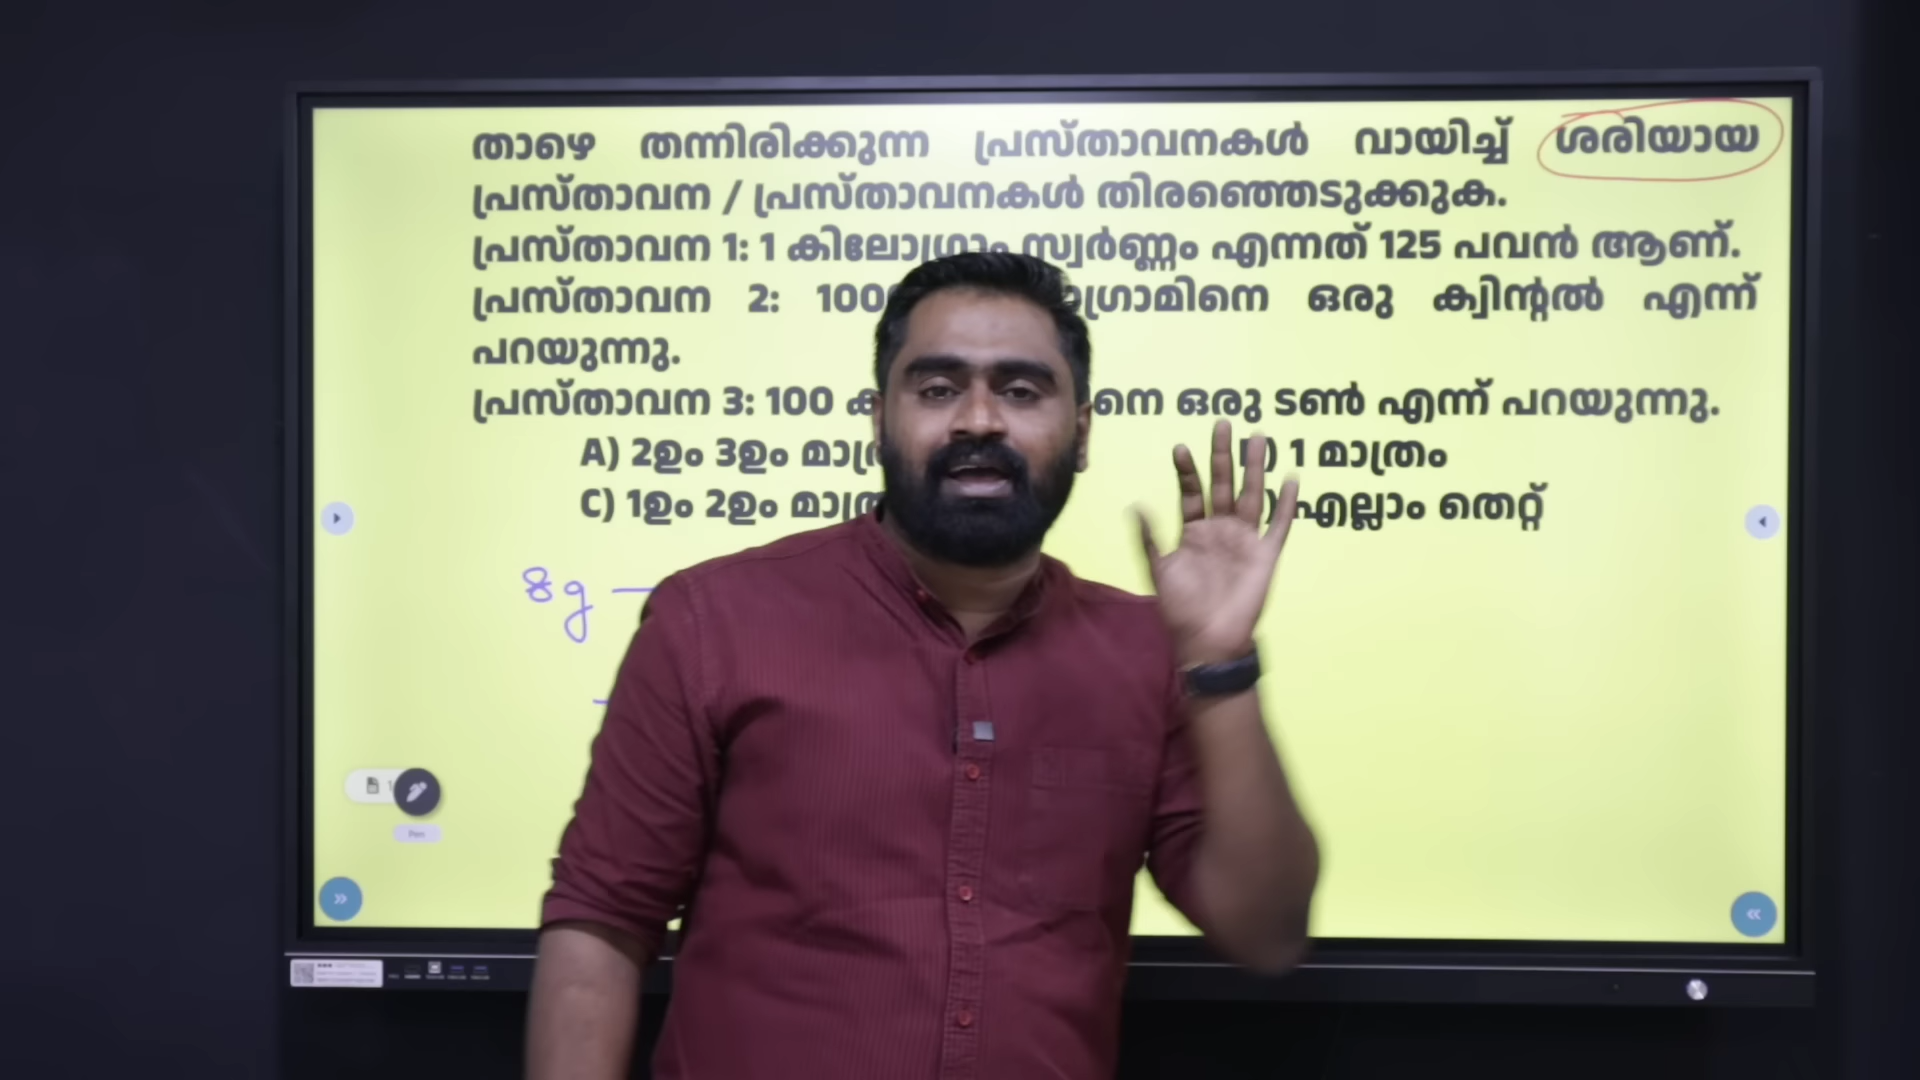 താഴെ തന്നിരിക്കുന്ന പ്രസ്താവനകൾ വായിച്ച് ശരിയായ
പ്രസ്താവന / പ്രസ്താവനകൾ തിരഞ്ഞെടുക്കുക.
പ്രസ്താവന 1: 1 കിലോഗ്രാം സ്വർണ്ണം എന്നത് 125 പവൻ ആണ്.
പ്രസ്താവന 2: ഒരു ക്വിന്റൽ എന്ന്
പറയുന്നു.
പ്രസ്താവന 3: 100 ഒരു ടൺ എന്ന് പറയുന്നു.
A) 2ഉം 3ഉം 1 മാത്രം
C) 1ഉം 2ഉം എല്ലാം തെറ്റ്
8g —
Pen